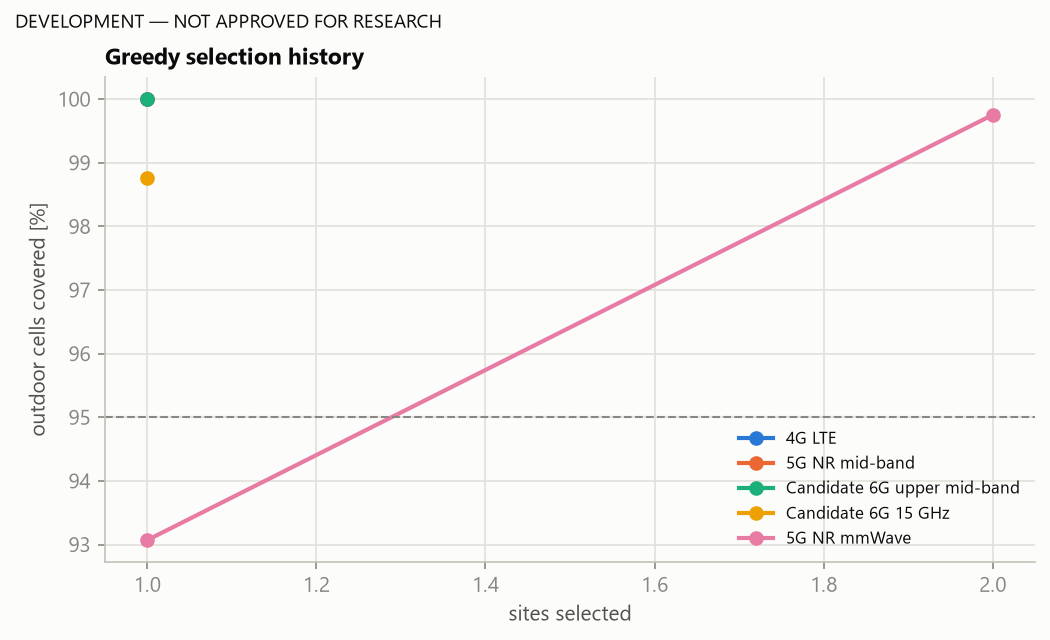 DEVELOPMENT — NOT APPROVED FOR RESEARCH
Greedy selection history
outdoor cells covered [%]
100
99
98
97
96
95
94
93
4G LTE
5G NR mid-band
Candidate 6G upper mid-band
Candidate 6G 15 GHz
5G NR mmWave
1.0 1.2 1.4 1.6 1.8 2.0
sites selected